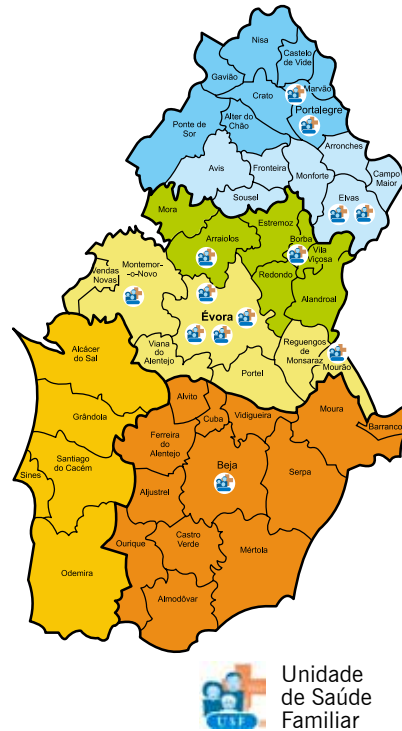 Nisa
Castelo
de Vide
Gavião
Marvão
Crato
Portalegre
Ponte de
Sor
Alter do
Chão
Arronches
Avis
Fronteira
Monforte
Campo
Maior
Sousel
Elvas
Mora
Estremoz
Arraiolos
Borba
Vila
Viçosa
Montemor-
-o-Novo
Vendas
Novas
Redondo
Alandroal
Évora
Viana do
Alentejo
Reguengos
de Monsaraz
Mourão
Portel
Alcácer
do Sal
Alvito
Cuba
Vidigueira
Moura
Barranco
Grândola
Ferreira
do
Alentejo
Beja
Serpa
Santiago
do Cacém
Sines
Aljustrel
Ourique
Castro
Verde
Mértola
Odemira
Almodôvar
USF
Unidade
de Saúde
Familiar